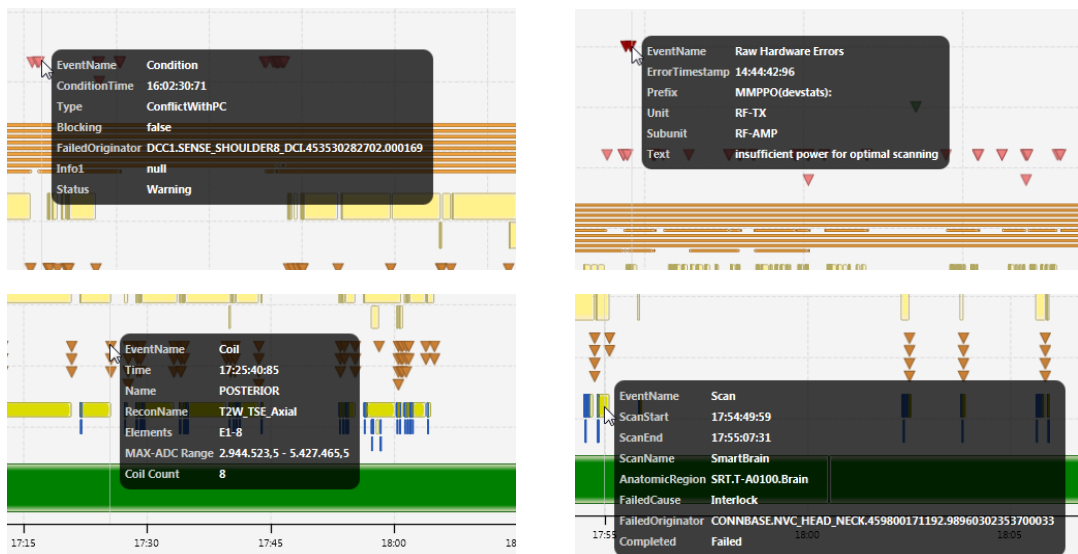 EventName Condition
ConditionTime 16:02:30:71
Type ConflictWithPC
Blocking false
FailedOriginator DCC1.SENSE_SHOULDER8_DCI.453530282702.000169
Info1 null
Status Warning
EventName Raw Hardware Errors
ErrorTimestamp 14:44:42:96
Prefix MMPPO(devstats):
Unit RF-TX
Subunit RF-AMP
Text insufficient power for optimal scanning
EventName Coil
Time 17:25:40:85
Name POSTERIOR
ReconName T2W_TSE_Axial
Elements E1-8
MAX-ADC Range 2.944.523,5 - 5.427.465,5
Coil Count 8
17:15 17:30 17:45 18:00 18
EventName Scan
ScanStart 17:54:49:59
ScanEnd 17:55:07:31
ScanName SmartBrain
AnatomicRegion SRT.T-A0100.Brain
FailedCause Interlock
FailedOriginator CONNBASE.NVC_HEAD_NECK.459800171192.98960302353700033
Completed Failed
17:55 18:00 18:05